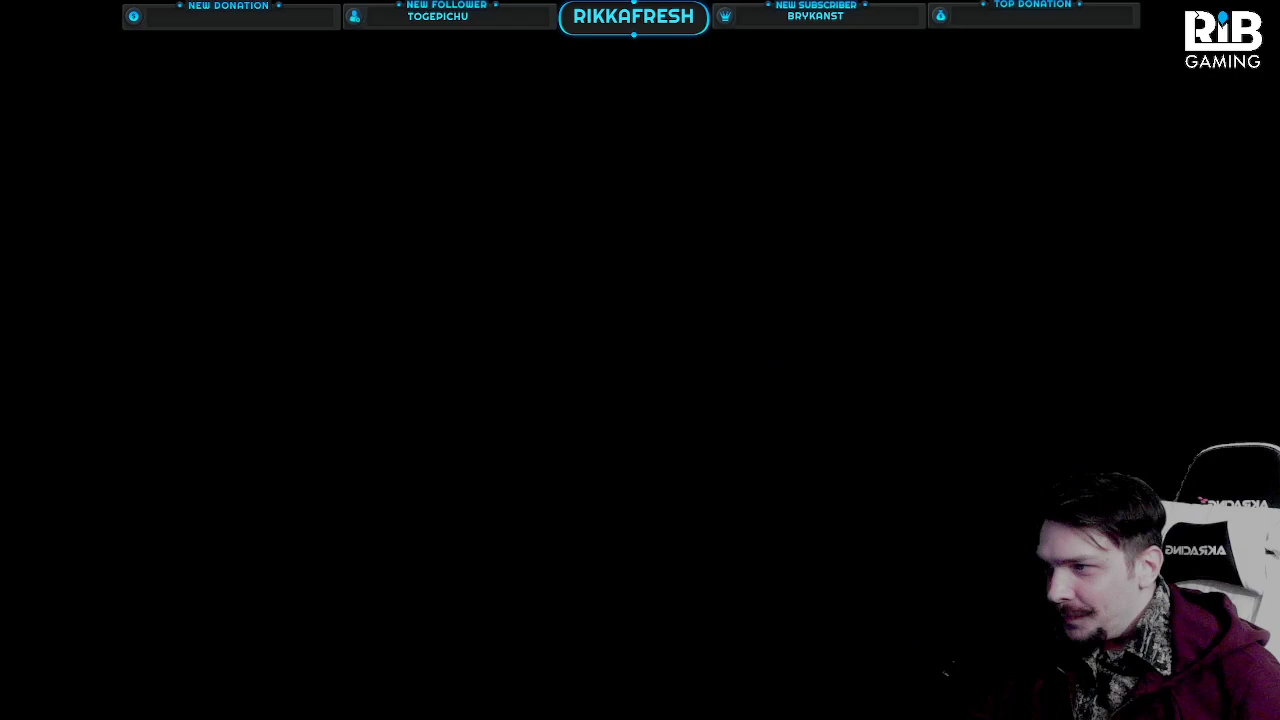 NEW DONATION
NEW FOLLOWER
TOGEPICHU
RIKKAFRESH
NEW SUBSCRIBER
BRYKANST
TOP DONATION
RiB
GAMING
AKRACING
AKRACING